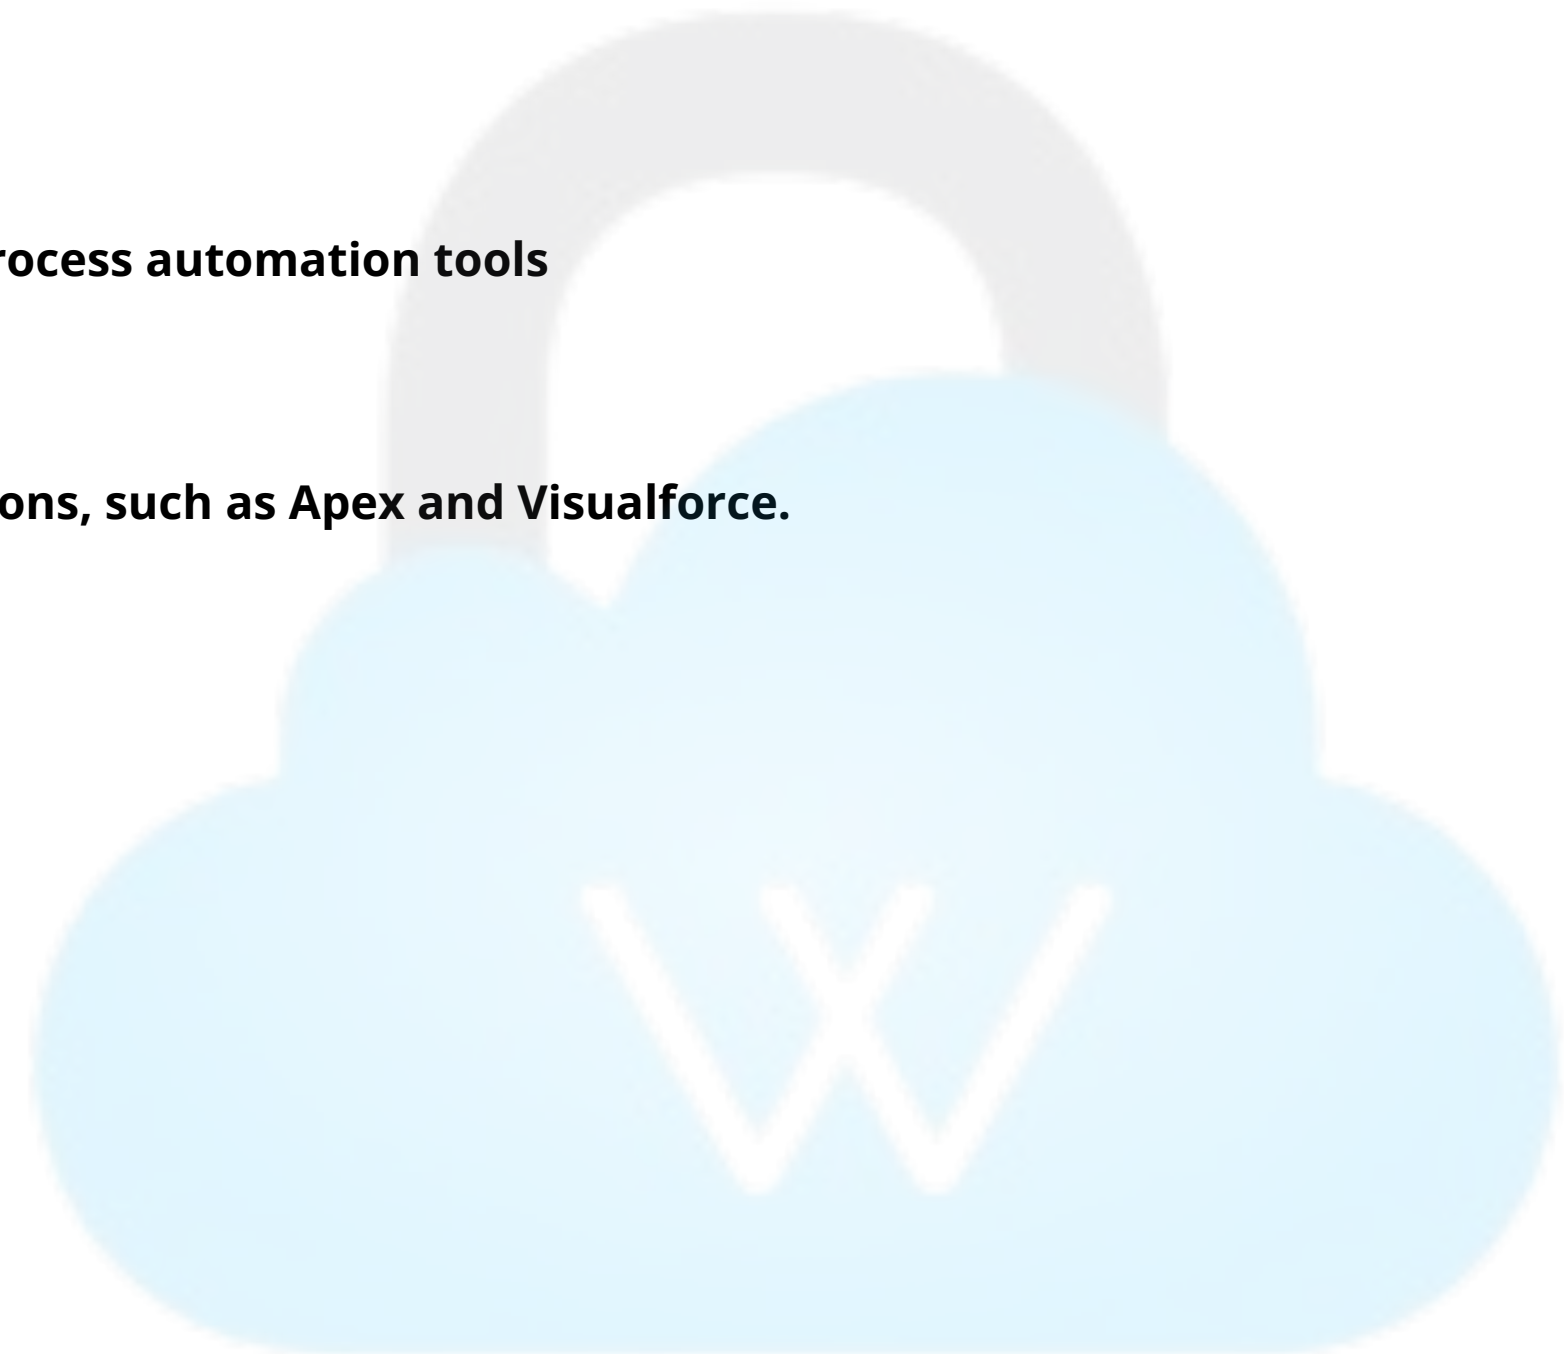 rocess automation tools
ons, such as Apex and Visualforce.
W